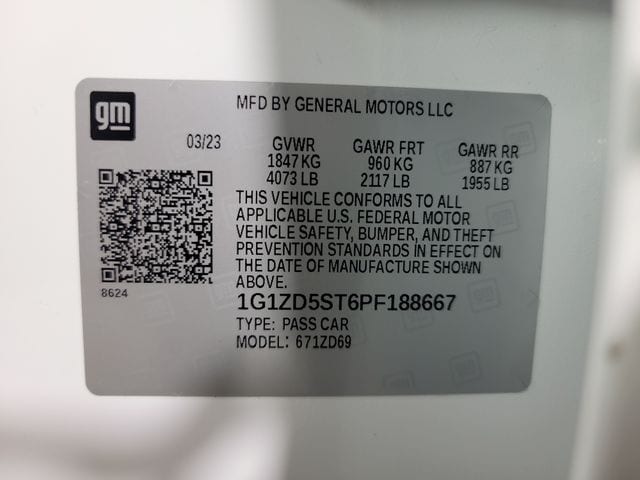 gm
MFD BY GENERAL MOTORS LLC
03/23 GVWR GAWR FRT GAWR RR
1847 KG 960 KG 887 KG
4073 LB 2117 LB 1955 LB
THIS VEHICLE CONFORMS TO ALL
APPLICABLE U.S. FEDERAL MOTOR
VEHICLE SAFETY, BUMPER, AND THEFT
PREVENTION STANDARDS IN EFFECT ON
THE DATE OF MANUFACTURE SHOWN
ABOVE.
8624
1G1ZD5ST6PF188667
TYPE: PASS CAR
MODEL: 671ZD69